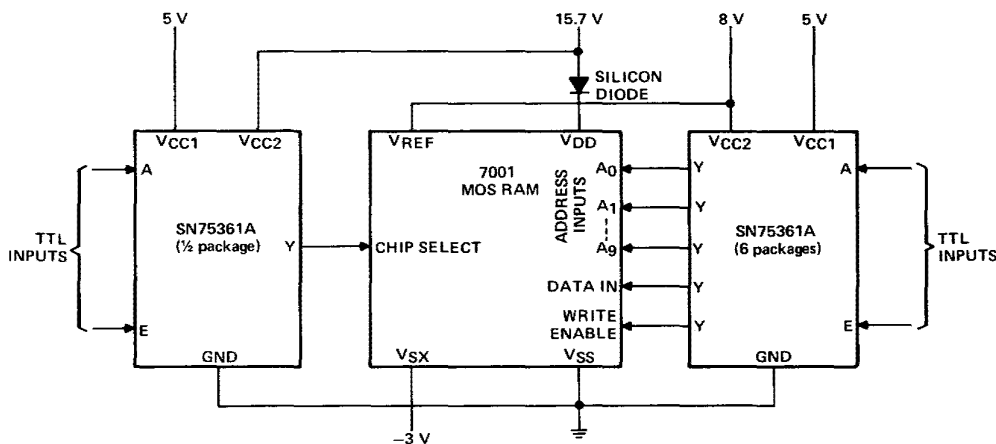 5 V
15.7 V
8 V
5 V
SILICON
DIODE
VCC1
VCC2
VREF
VDD
VCC2
VCC1
A
7001
MOS RAM
ADDRESS
INPUTS
A0
Y
A
A1
Y
TTL
INPUTS
SN75361A
(½ package)
Y
CHIP SELECT
A9
Y
SN75361A
(6 packages)
TTL
INPUTS
DATA IN
Y
E
WRITE
ENABLE
Y
E
GND
VSX
VSS
GND
−3 V